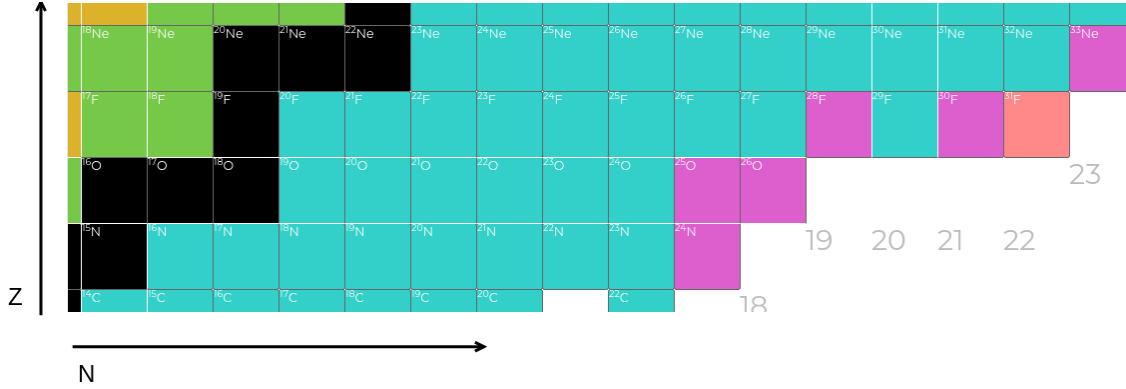 18Ne 19Ne 20Ne 21Ne 22Ne 23Ne 24Ne 25Ne 26Ne 27Ne 28Ne 29Ne 30Ne 31Ne 32Ne 33Ne
17F 18F 19F 20F 21F 22F 23F 24F 25F 26F 27F 28F 29F 30F 31F
16O 17O 18O 19O 20O 21O 22O 23O 24O 25O 26O 23
15N 16N 17N 18N 19N 20N 21N 22N 23N 24N 19 20 21 22
Z 14C 15C 16C 17C 18C 19C 20C 22C 18
N